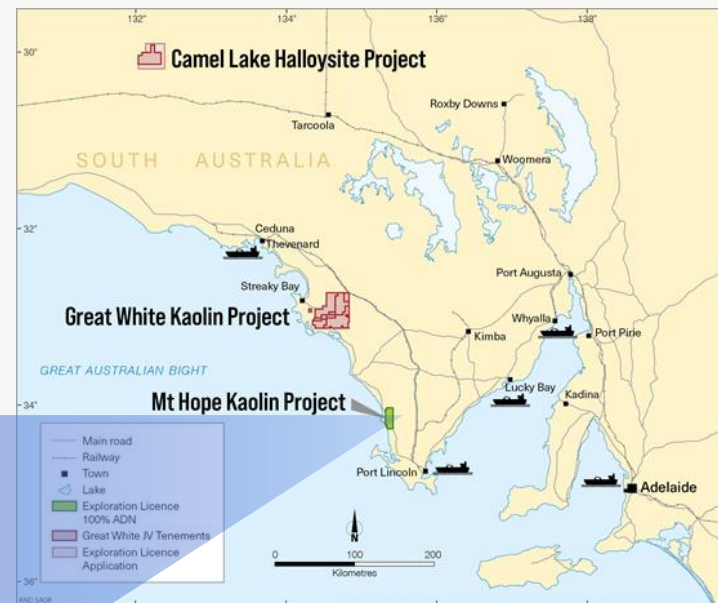 132°
134°
136°
138°
30°
Camel Lake Halloysite Project
Roxby Downs
Tarcoola
SOUTH AUSTRALIA
Woomera
32°
Ceduna
Thevenard
Port Augusta
Streaky Bay
Great White Kaolin Project
Whyalla
Port Pirie
Kimba
GREAT AUSTRALIAN BIGHT
Lucky Bay
Kadina
34°
Mt Hope Kaolin Project
Main road
Railway
Town
Lake
Exploration Licence
100% ADN
Great White JV Tenements
Exploration Licence
Application
Port Lincoln
Adelaide
N
0 100 200
Kilometres
36°